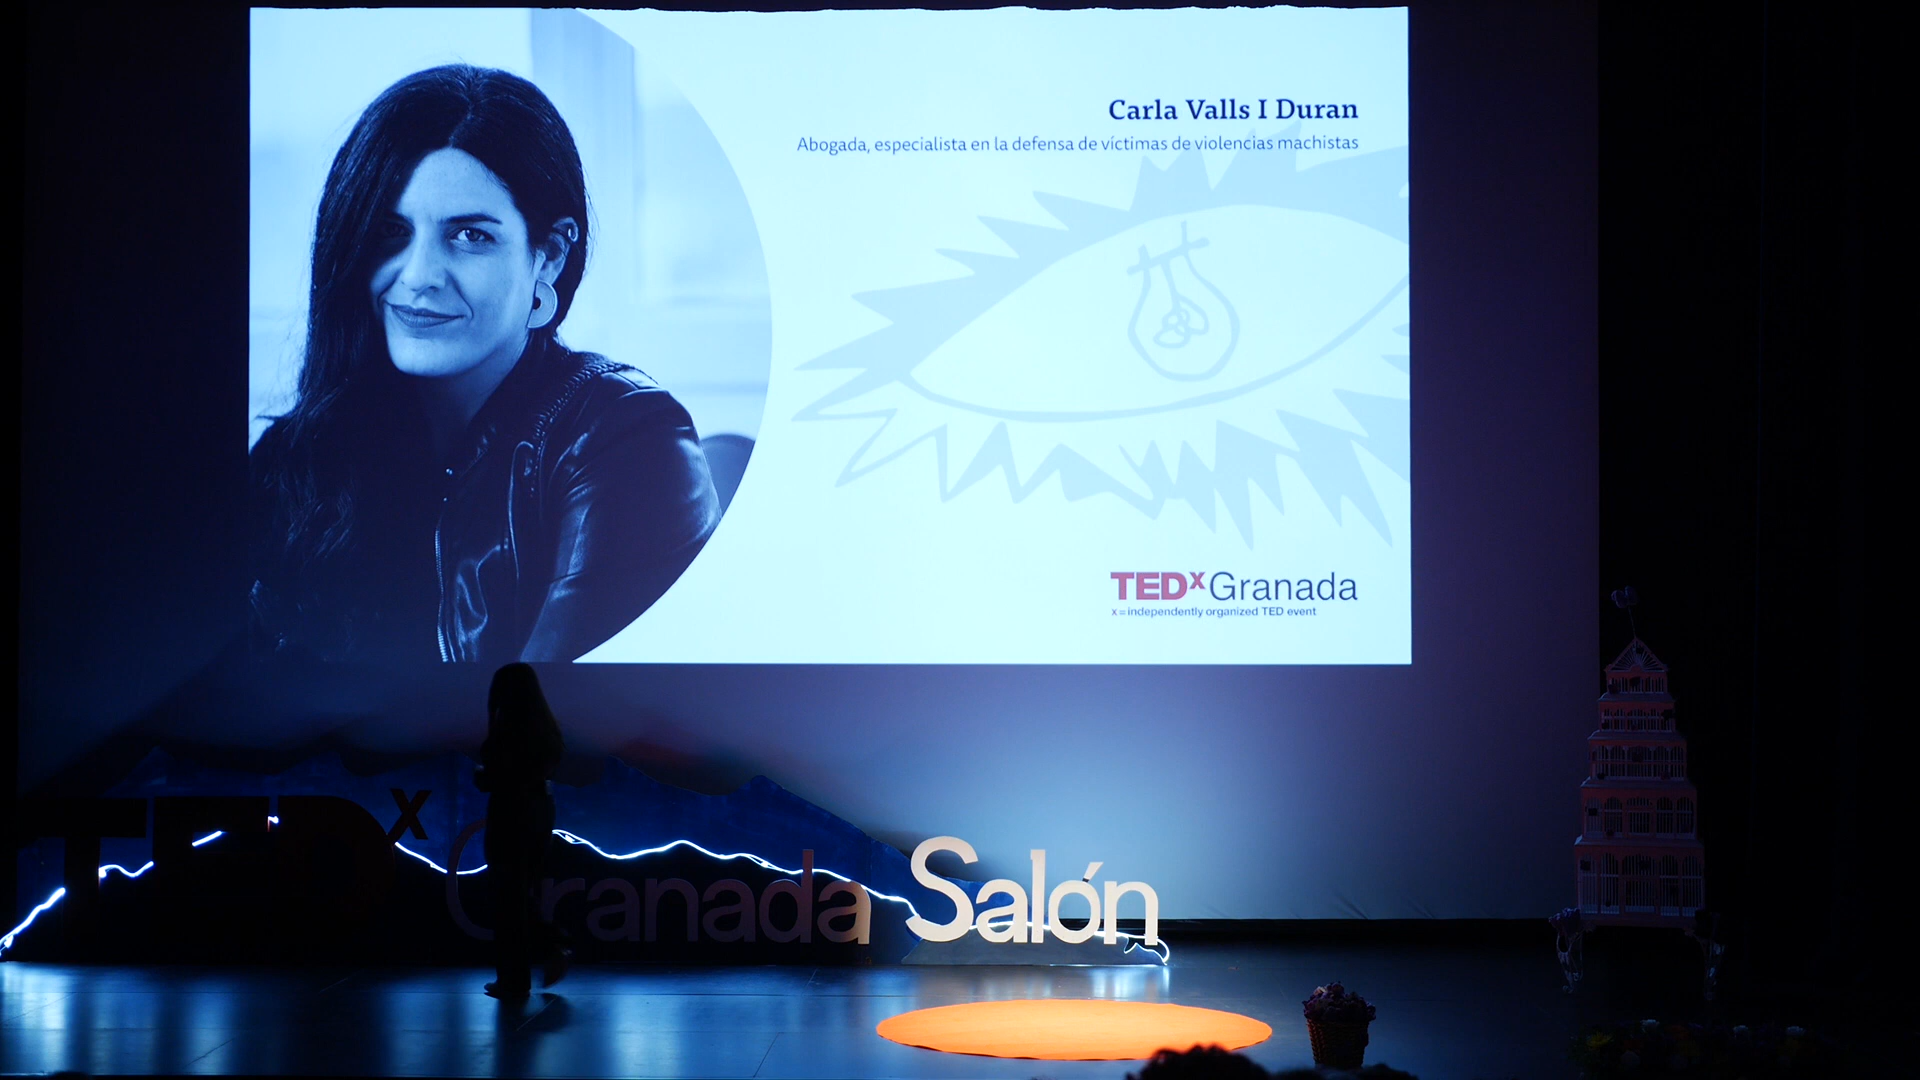 Carla Valls I Duran
Abogada, especialista en la defensa de víctimas de violencias machistas
TEDxGranada
x = independently organized TED event
TEDx
Granada Salón